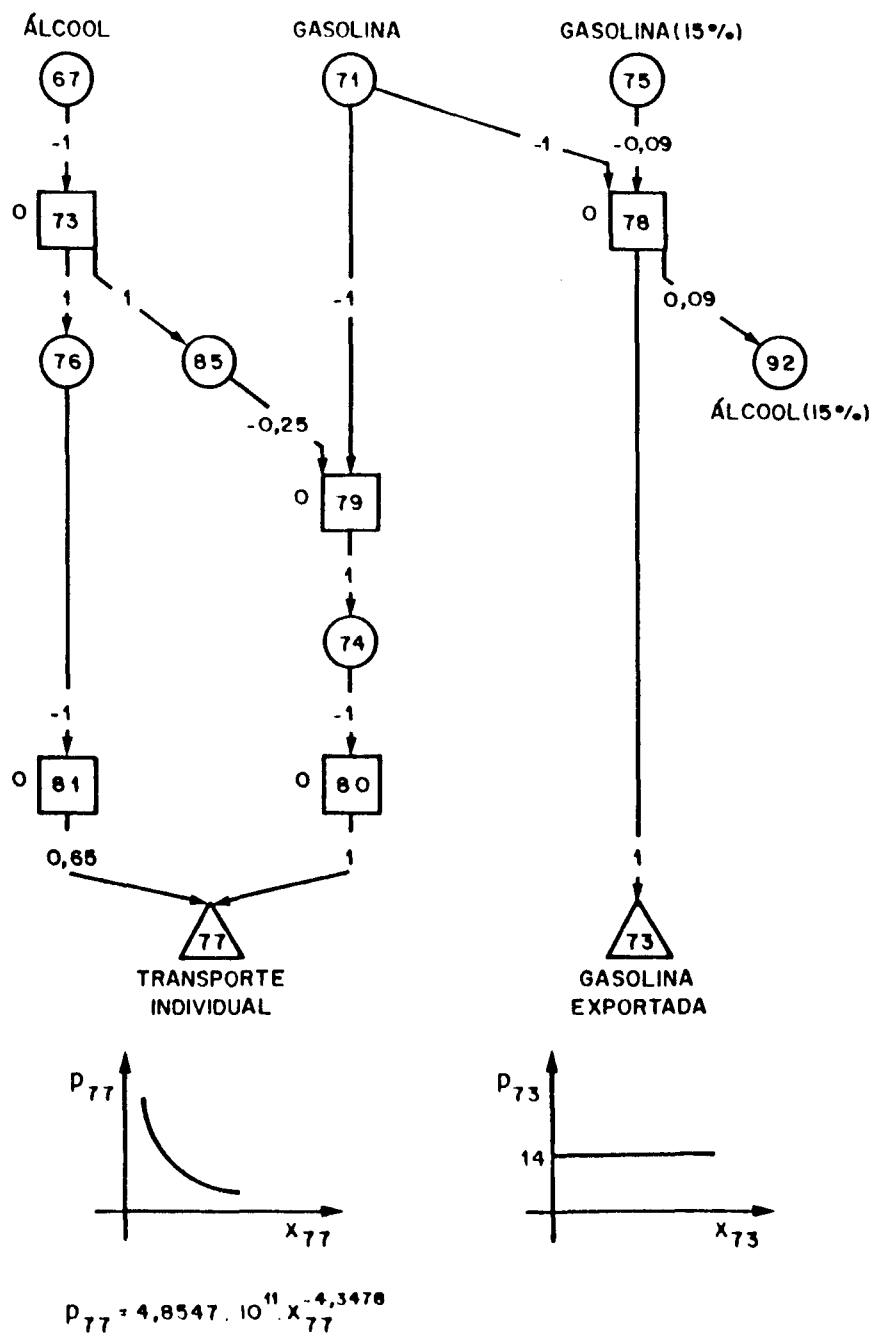 ÁLCOOL GASOLINA GASOLINA (15%)
67 71 75
-1 -1 -0,09
0 73 0 78
1 1 -1 0,09
76 85 92
ÁLCOOL (15%)
-0,25
0 79
1
74
-1 -1
0 81 0 80
0,65 1 1
77 73
TRANSPORTE GASOLINA
INDIVIDUAL EXPORTADA
P77 P73
14
X77 X73
P77 = 4,8547 . 10^11 . X77^-4,3478